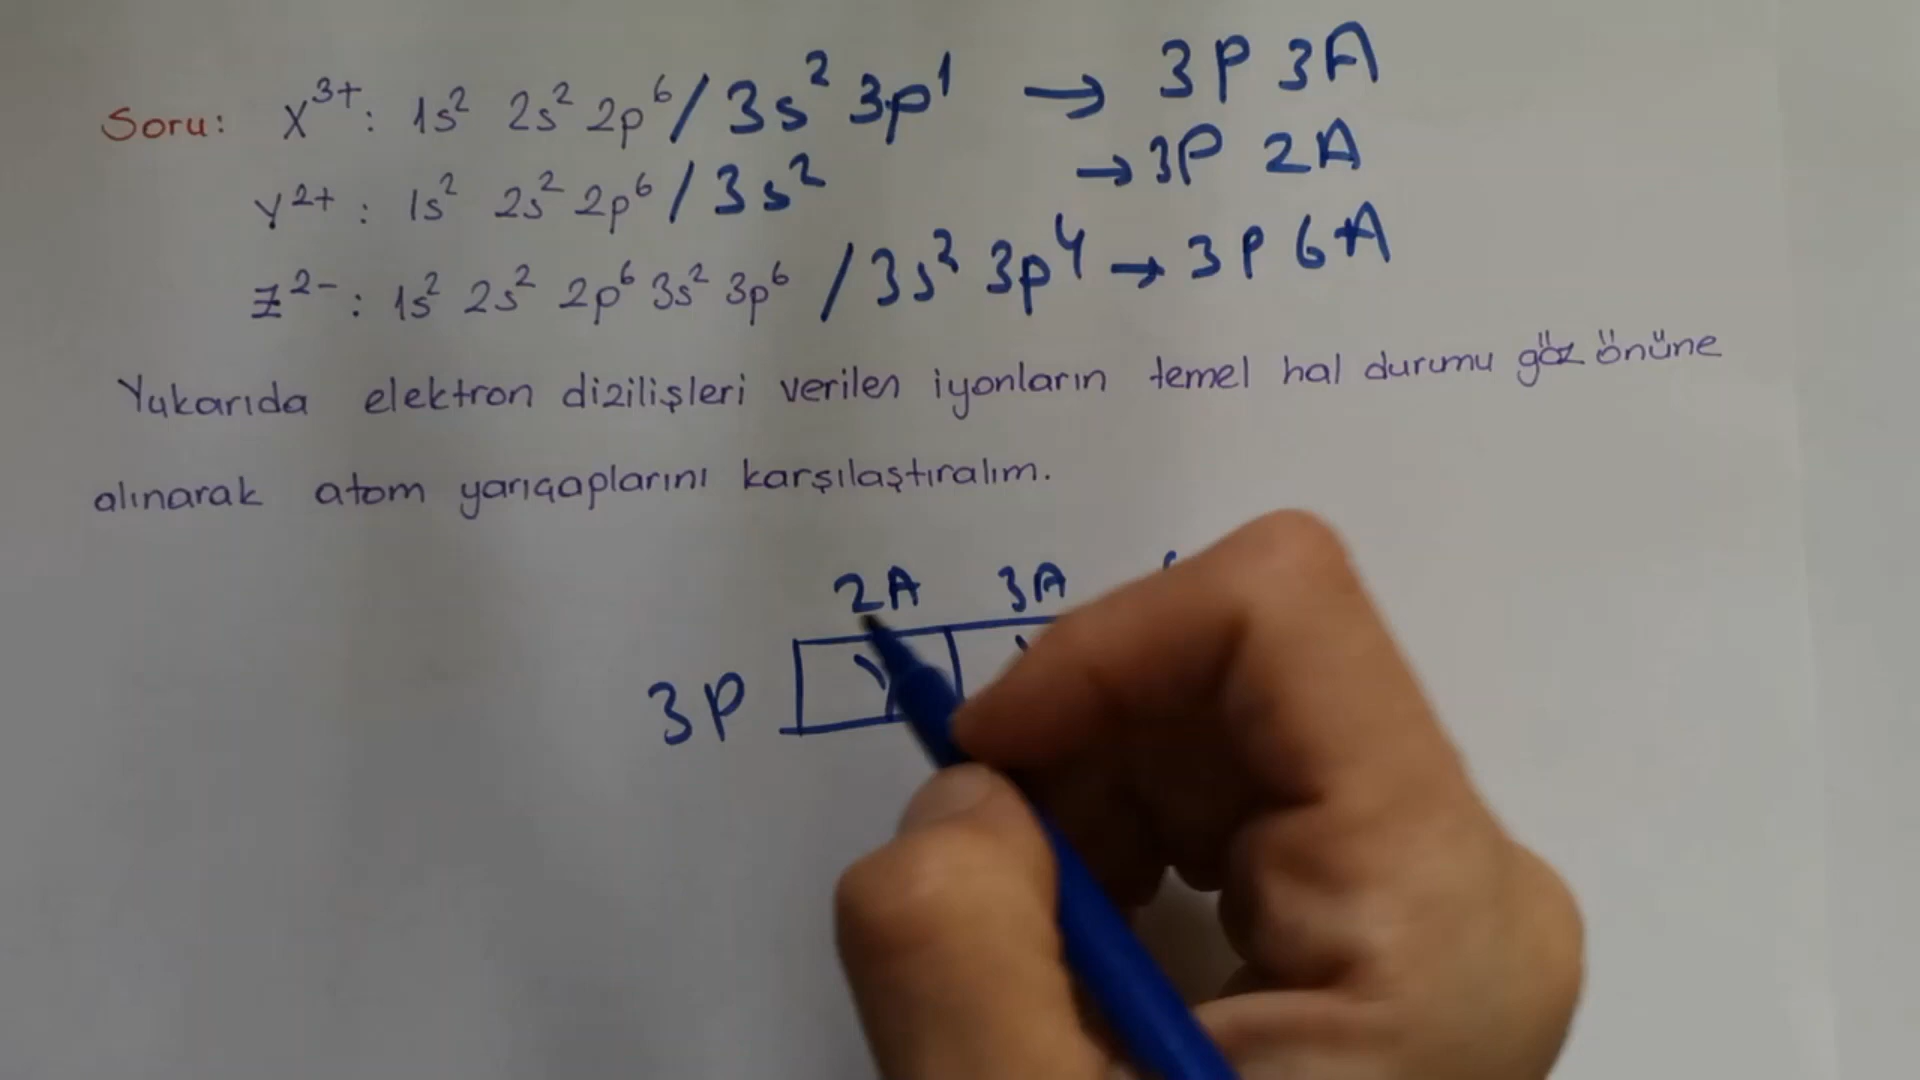 Soru: X³⁺: 1s² 2s² 2p⁶ / 3s² 3p¹ → 3P 3A
Y²⁺: 1s² 2s² 2p⁶ / 3s² → 3P 2A
Z²⁻: 1s² 2s² 2p⁶ 3s² 3p⁶ / 3s² 3p⁴ → 3P 6A
Yukarıda elektron dizilişleri verilen iyonların temel hal durumu göz önüne
alınarak atom yarıçaplarını karşılaştıralım.
2A 3A
3P